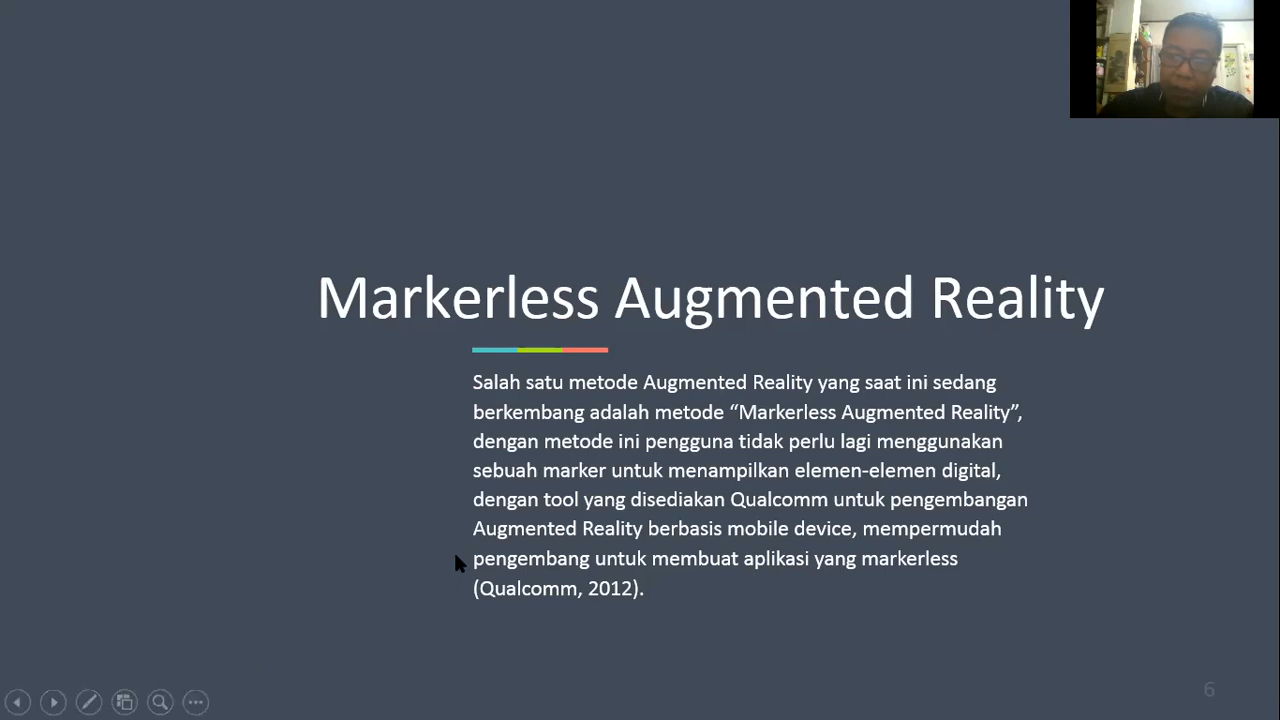 Markerless Augmented Reality
Salah satu metode Augmented Reality yang saat ini sedang
berkembang adalah metode “Markerless Augmented Reality”,
dengan metode ini pengguna tidak perlu lagi menggunakan
sebuah marker untuk menampilkan elemen-elemen digital,
dengan tool yang disediakan Qualcomm untuk pengembangan
Augmented Reality berbasis mobile device, mempermudah
pengembang untuk membuat aplikasi yang markerless
(Qualcomm, 2012).
6